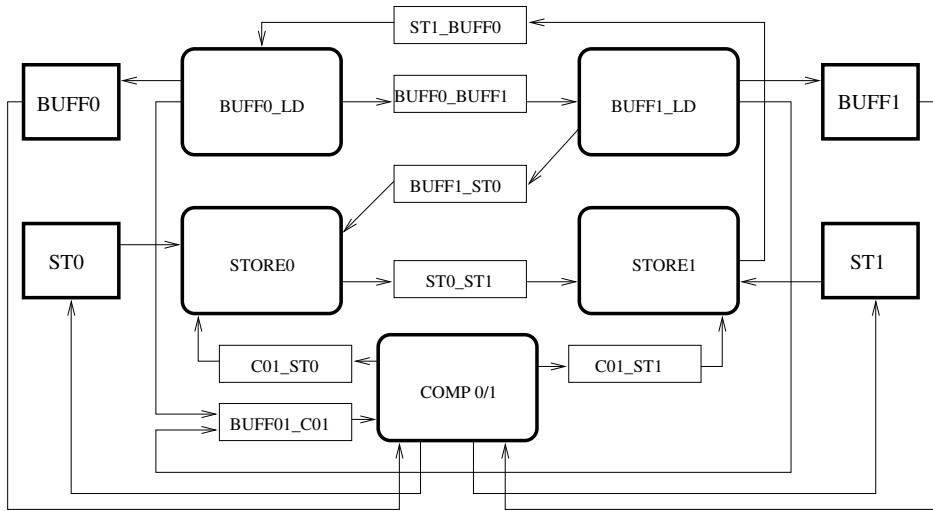 ST1_BUFF0
BUFF0
BUFF0_LD
BUFF0_BUFF1
BUFF1_LD
BUFF1
BUFF1_ST0
ST0
STORE0
ST0_ST1
STORE1
ST1
C01_ST0
COMP 0/1
C01_ST1
BUFF01_C01